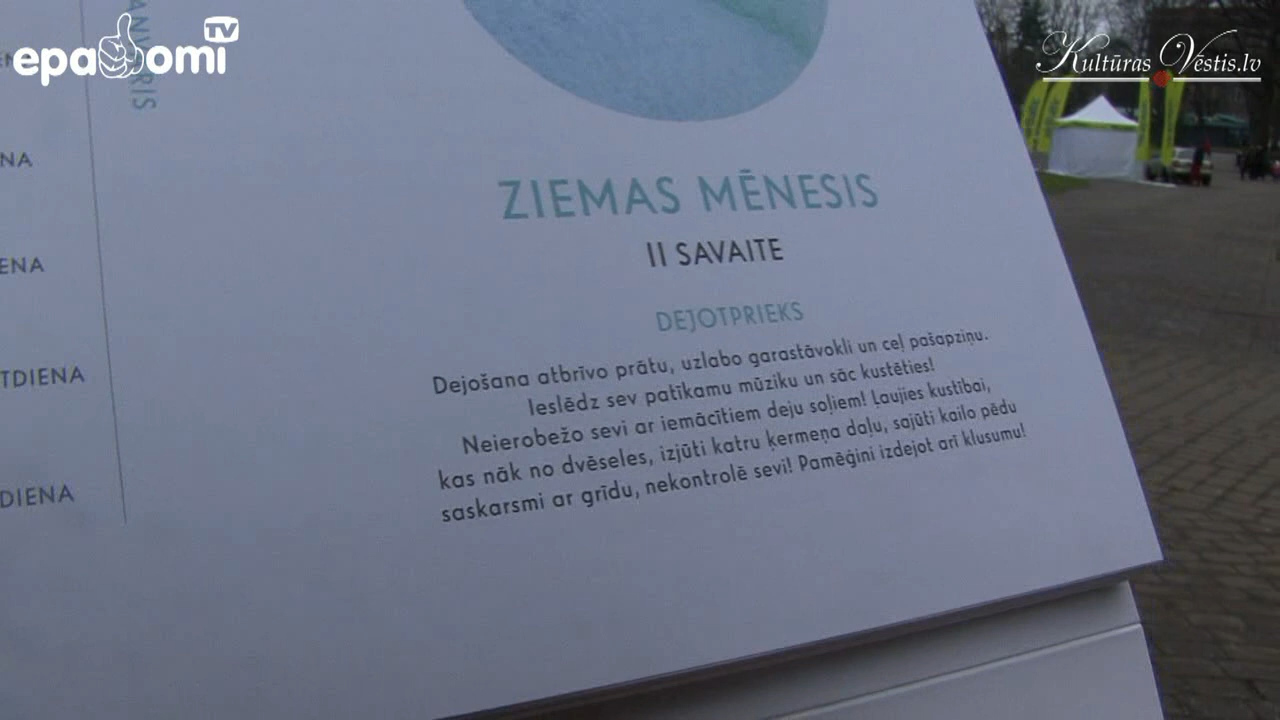 epadomi TV
Kultūras Vēstis.lv
ZIEMAS MĒNESIS
II SAVAITE
DEJOTPRIEKS
Dejošana atbrīvo prātu, uzlabo garastāvokli un ceļ pašapziņu.
Ieslēdz sev patīkamu mūziku un sāc kustēties!
Neierobežo sevi ar iemācītiem deju soļiem! Ļaujies kustībai,
kas nāk no dvēseles, izjūti katru ķermeņa daļu, sajūti kailo pēdu
saskarsmi ar grīdu, nekontrolē sevi! Pamēģini izdejot arī klusumu!
NA
ENA
TDIENA
DIENA